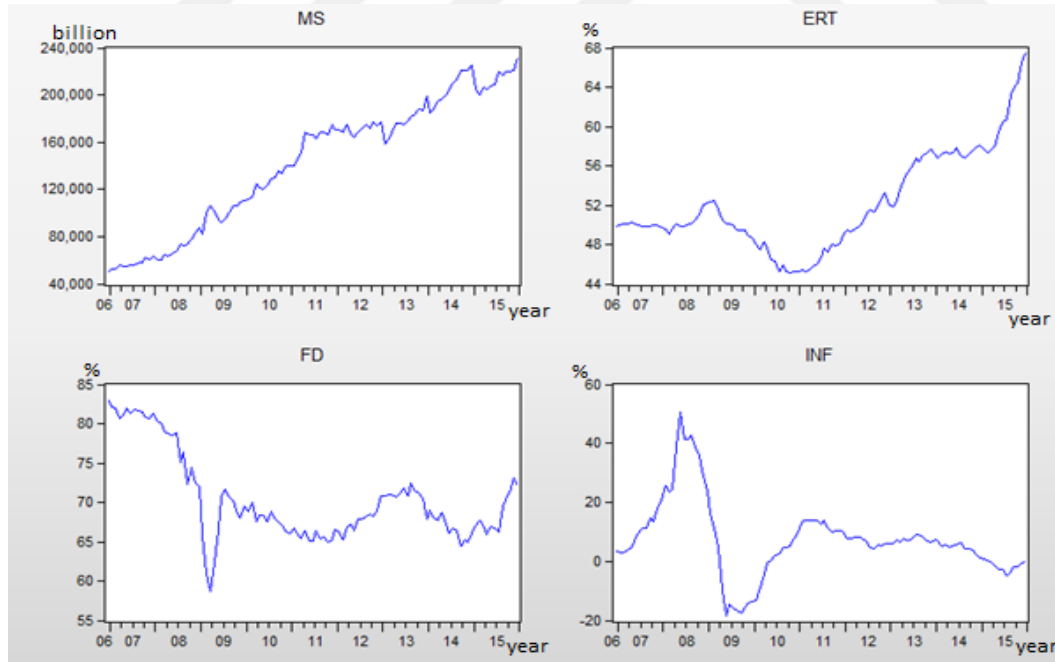 MS
billion
240,000
200,000
160,000
120,000
80,000
40,000
06 07 08 09 10 11 12 13 14 15
year
ERT
%
68
64
60
56
52
48
44
06 07 08 09 10 11 12 13 14 15
year
FD
%
85
80
75
70
65
60
55
06 07 08 09 10 11 12 13 14 15
year
INF
%
60
40
20
0
-20
06 07 08 09 10 11 12 13 14 15
year